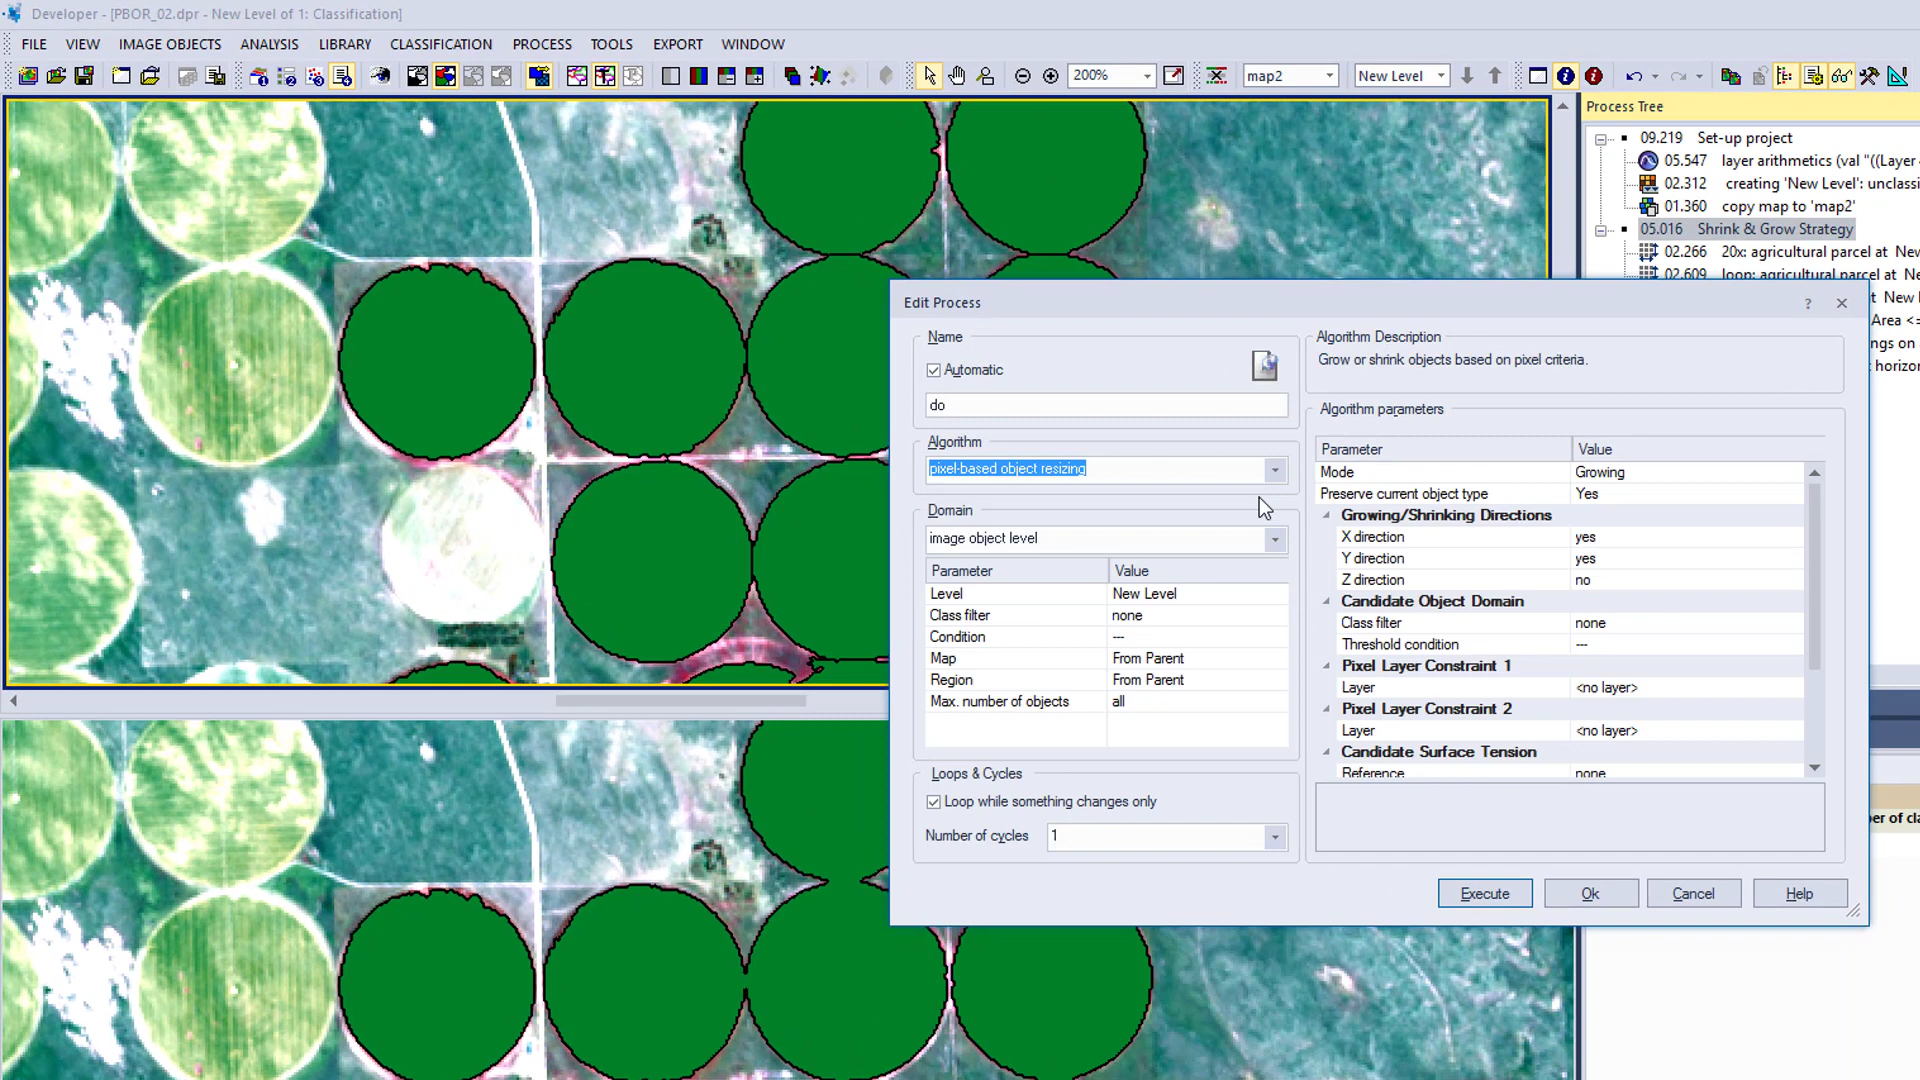 Developer - [PBOR_02.dpr - New Level of 1: Classification]
FILE VIEW IMAGE OBJECTS ANALYSIS LIBRARY CLASSIFICATION PROCESS TOOLS EXPORT WINDOW
200% map2 New Level
Process Tree
09.219 Set-up project
05.547 layer arithmetics (val "((Layer
02.312 creating 'New Level': unclassi
01.360 copy map to 'map2'
05.016 Shrink & Grow Strategy
02.266 20x: agricultural parcel at New
02.609 loop: agricultural parcel at New
t New l
Area <=
ngs on
t horizon
er of cla
Edit Process
?
Name
Automatic
do
Algorithm
pixel-based object resizing
Domain
image object level
Parameter Value
Level New Level
Class filter none
Condition ---
Map From Parent
Region From Parent
Max. number of objects all
Loops & Cycles
Loop while something changes only
Number of cycles 1
Algorithm Description
Grow or shrink objects based on pixel criteria.
Algorithm parameters
Parameter Value
Mode Growing
Preserve current object type Yes
Growing/Shrinking Directions
X direction yes
Y direction yes
Z direction no
Candidate Object Domain
Class filter none
Threshold condition ---
Pixel Layer Constraint 1
Layer <no layer>
Pixel Layer Constraint 2
Layer <no layer>
Candidate Surface Tension
Reference none
Execute Ok Cancel Help